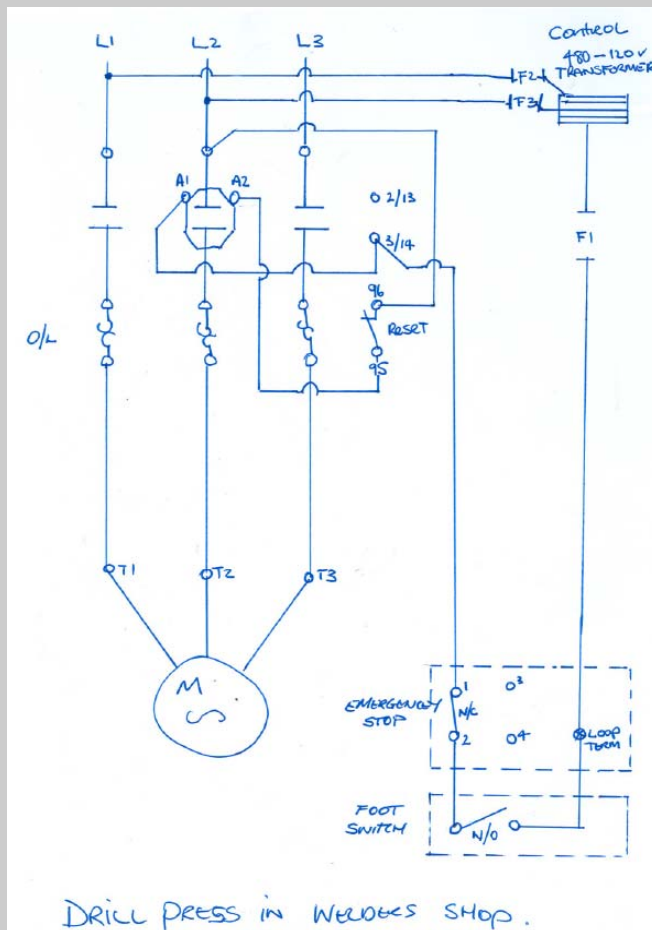 L1 L2 L3
Control
480-120V
TRANSFORMER
F2
F3
A1 A2
2/13
3/14
F1
96
RESET
95
O/L
T1 T2 T3
M
EMERGENCY
STOP
1
N/C
2
3
4
LOOP
TERM
FOOT
SWITCH
N/O
DRILL PRESS IN WELDERS SHOP.